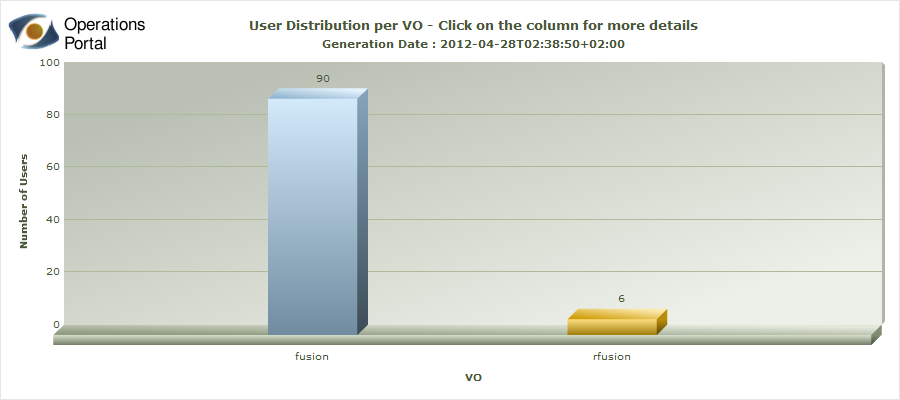 Operations
Portal
User Distribution per VO - Click on the column for more details
Generation Date : 2012-04-28T02:38:50+02:00
Number of Users
100
80
60
40
20
0
90
6
fusion
rfusion
VO